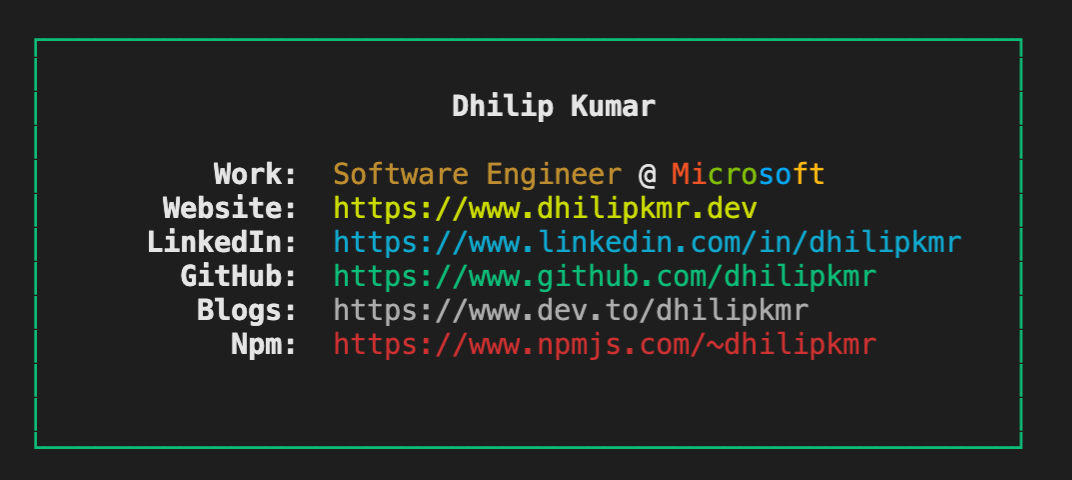 Dhilip Kumar
Work: Software Engineer @ Microsoft
Website: https://www.dhilipkmr.dev
LinkedIn: https://www.linkedin.com/in/dhilipkmr
GitHub: https://www.github.com/dhilipkmr
Blogs: https://www.dev.to/dhilipkmr
Npm: https://www.npmjs.com/~dhilipkmr